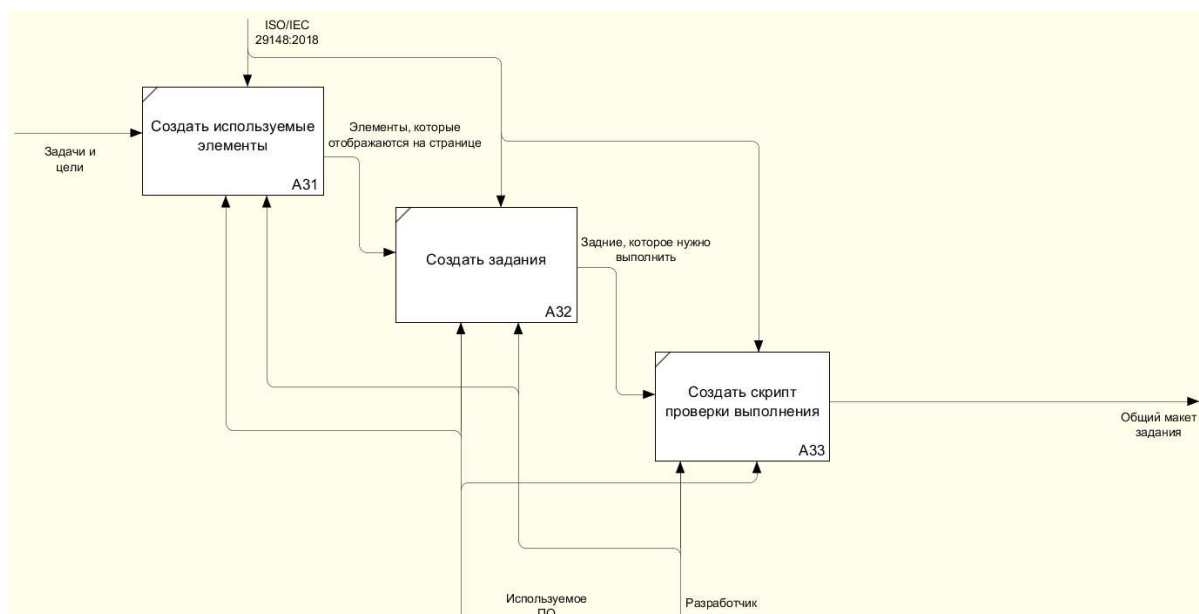 ISO/IEC
29148:2018
Создать используемые
элементы
A31
Задачи и
цели
Элементы, которые
отображаются на странице
Создать задания
A32
Задние, которое нужно
выполнить
Создать скрипт
проверки выполнения
A33
Общий макет
задания
Используемое
ПО
Разработчик